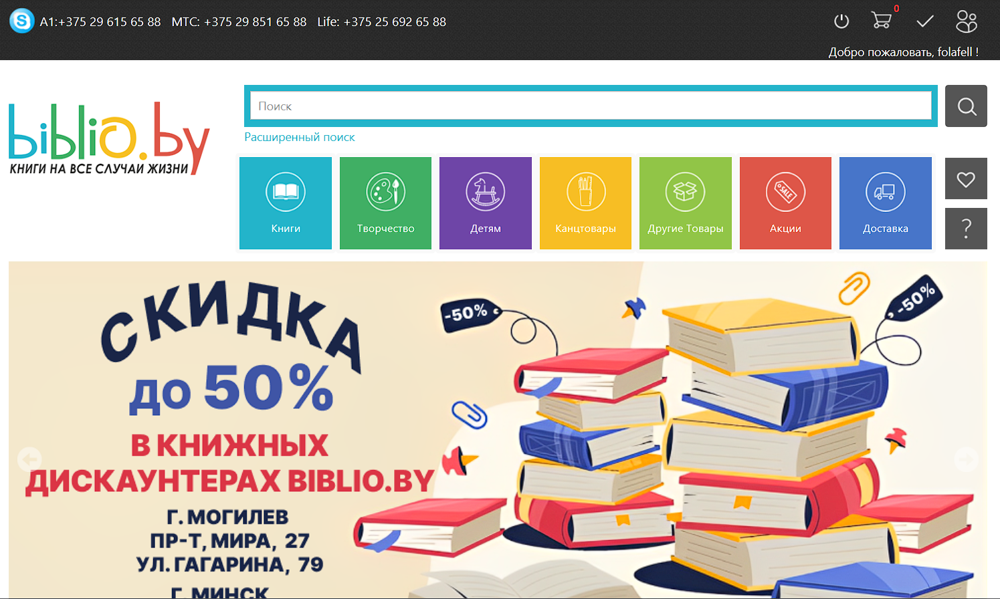 A1:+375 29 615 65 88 МТС: +375 29 851 65 88 Life: +375 25 692 65 88
0
Добро пожаловать, folafell !
biblio.by
КНИГИ НА ВСЕ СЛУЧАИ ЖИЗНИ
Поиск
Расширенный поиск
Книги
Творчество
Детям
Канцтовары
SALE
Другие Товары
Акции
Доставка
?
СКИДКА
до 50%
В КНИЖНЫХ
ДИСКАУНТЕРАХ BIBLIO.BY
Г. МОГИЛЕВ
ПР-Т, МИРА, 27
УЛ. ГАГАРИНА, 79
Г. МИНСК
-50%
-50%